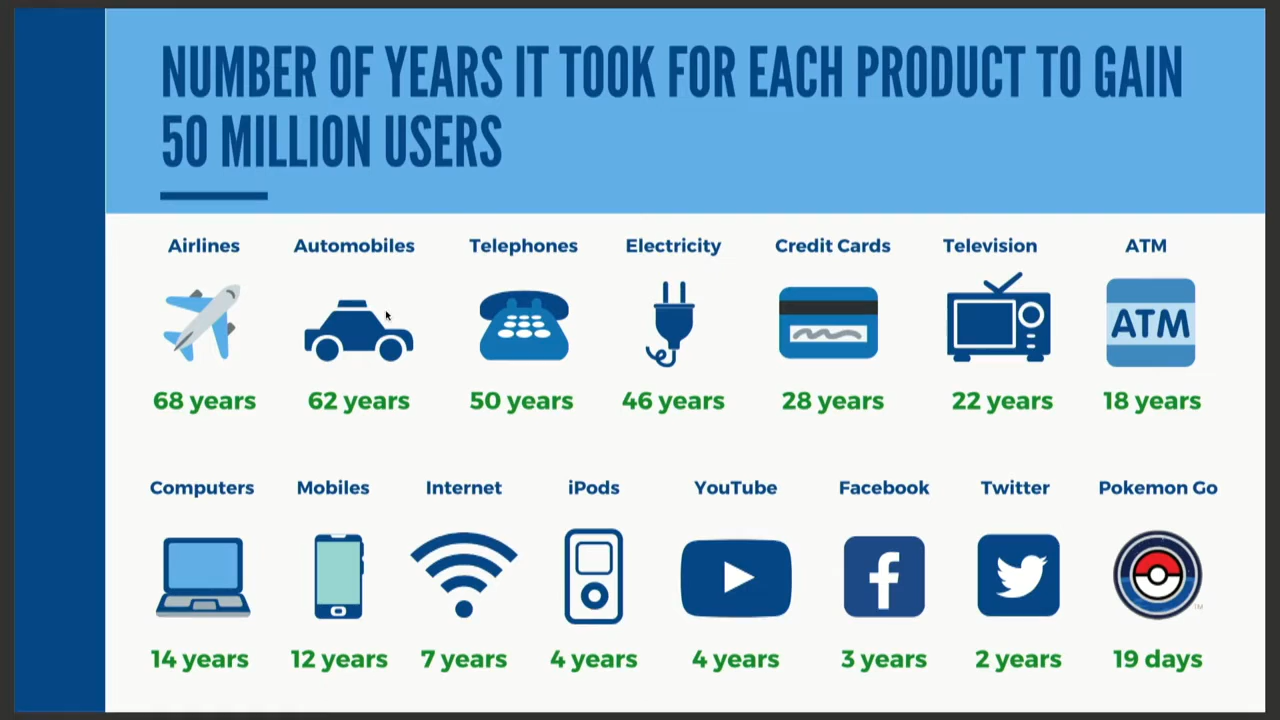 NUMBER OF YEARS IT TOOK FOR EACH PRODUCT TO GAIN
50 MILLION USERS
Airlines Automobiles Telephones Electricity Credit Cards Television ATM
ATM
68 years 62 years 50 years 46 years 28 years 22 years 18 years
Computers Mobiles Internet iPods YouTube Facebook Twitter Pokemon Go
f
TM
14 years 12 years 7 years 4 years 4 years 3 years 2 years 19 days